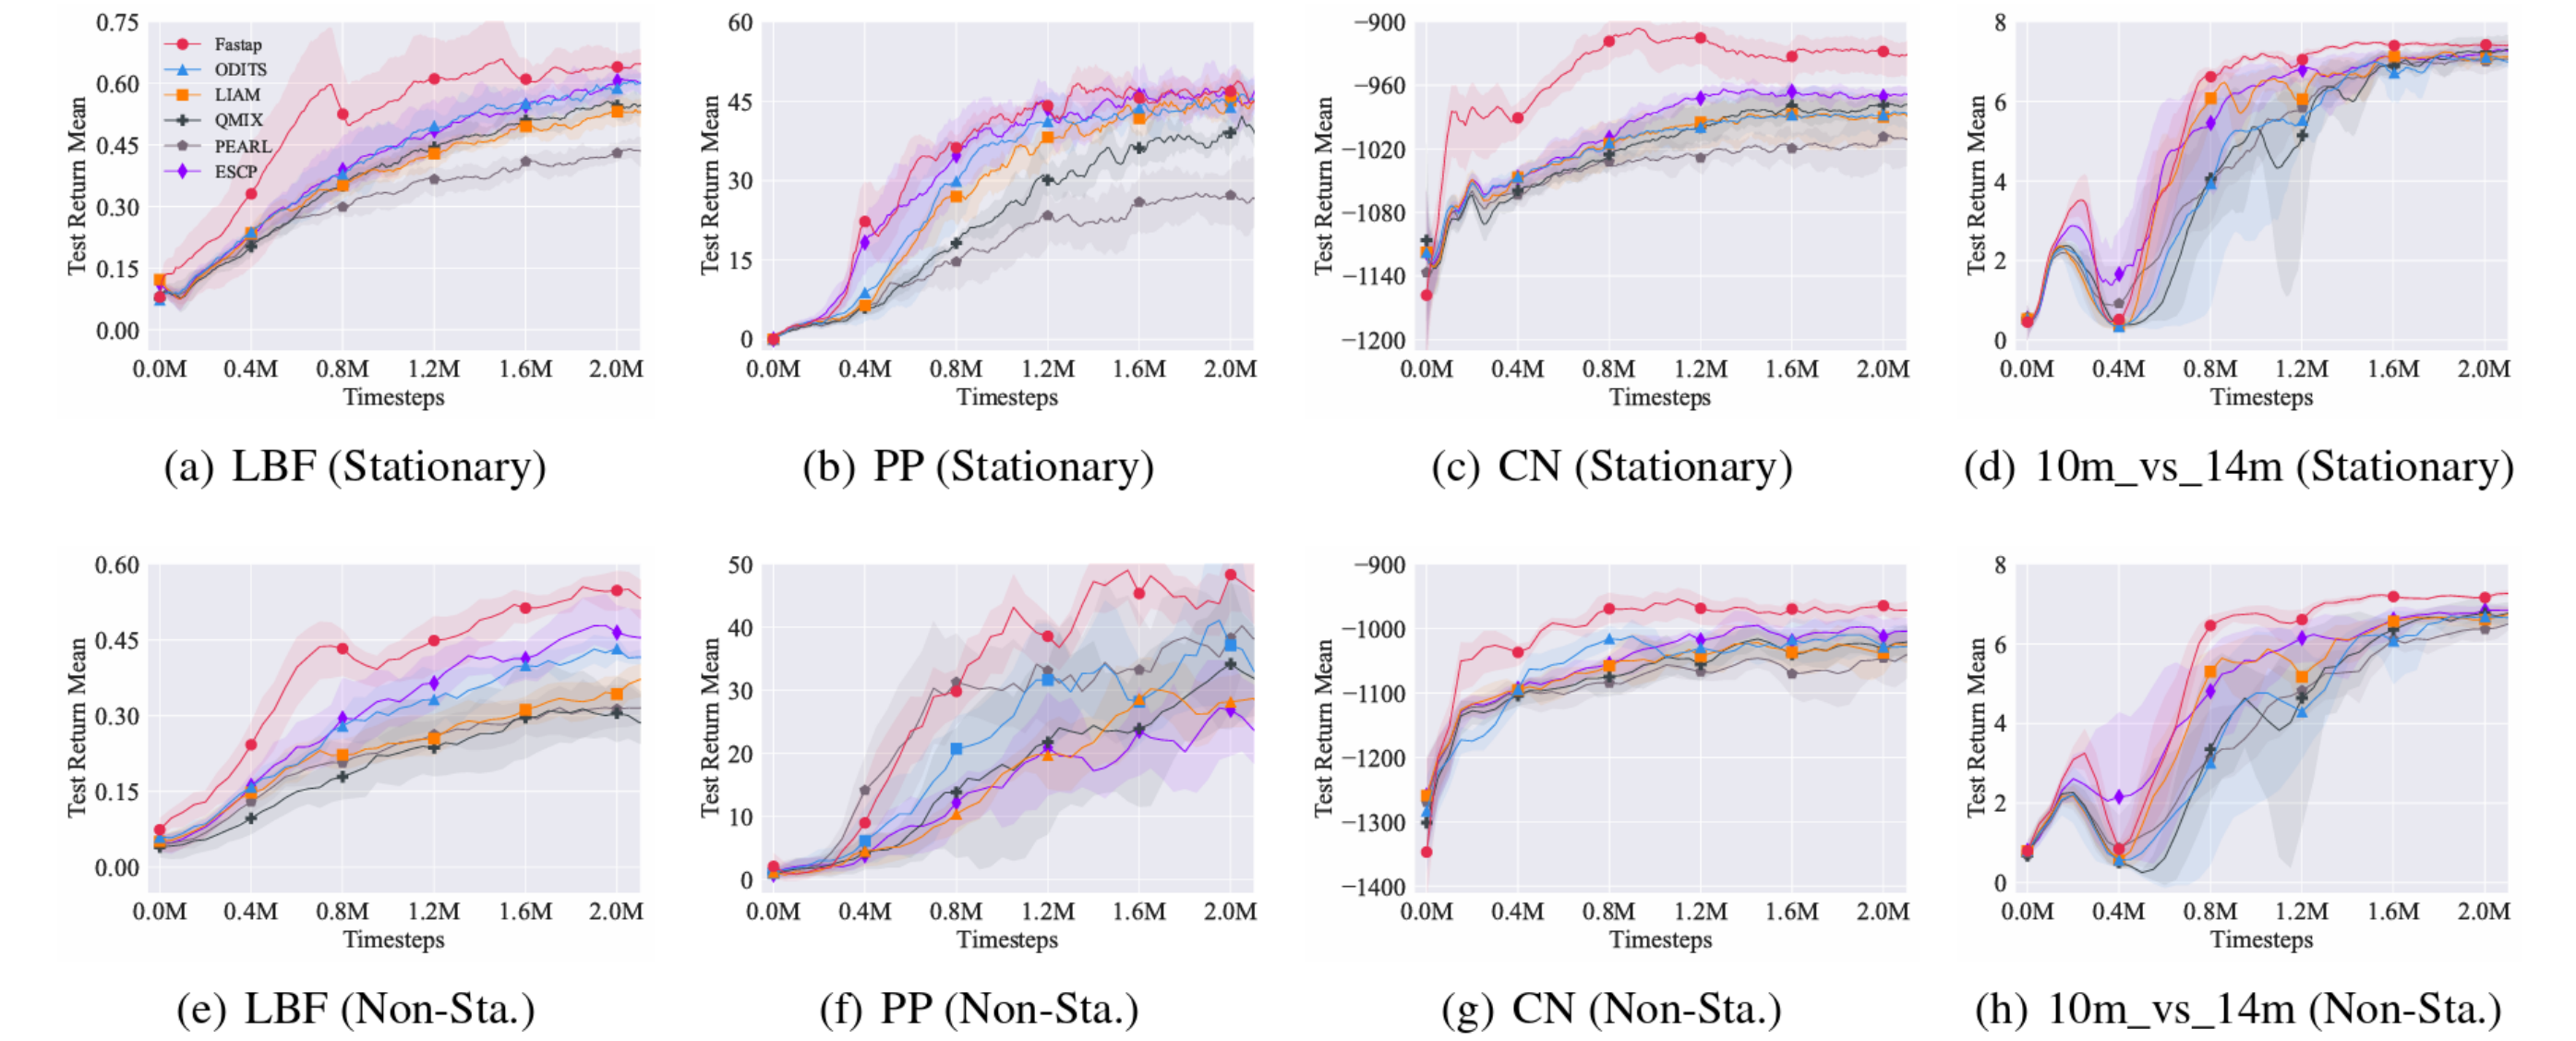 0.75
0.60
0.45
0.30
0.15
0.00
Test Return Mean
Fastap
ODITS
LIAM
QMIX
PEARL
ESCP
0.0M 0.4M 0.8M 1.2M 1.6M 2.0M
Timesteps
(a) LBF (Stationary)
60
45
30
15
0
Test Return Mean
0.0M 0.4M 0.8M 1.2M 1.6M 2.0M
Timesteps
(b) PP (Stationary)
−900
−960
−1020
−1080
−1140
−1200
Test Return Mean
0.0M 0.4M 0.8M 1.2M 1.6M 2.0M
Timesteps
(c) CN (Stationary)
8
6
4
2
0
Test Return Mean
0.0M 0.4M 0.8M 1.2M 1.6M 2.0M
Timesteps
(d) 10m_vs_14m (Stationary)
0.60
0.45
0.30
0.15
0.00
Test Return Mean
0.0M 0.4M 0.8M 1.2M 1.6M 2.0M
Timesteps
(e) LBF (Non-Sta.)
50
40
30
20
10
0
Test Return Mean
0.0M 0.4M 0.8M 1.2M 1.6M 2.0M
Timesteps
(f) PP (Non-Sta.)
−900
−1000
−1100
−1200
−1300
−1400
Test Return Mean
0.0M 0.4M 0.8M 1.2M 1.6M 2.0M
Timesteps
(g) CN (Non-Sta.)
8
6
4
2
0
Test Return Mean
0.0M 0.4M 0.8M 1.2M 1.6M 2.0M
Timesteps
(h) 10m_vs_14m (Non-Sta.)